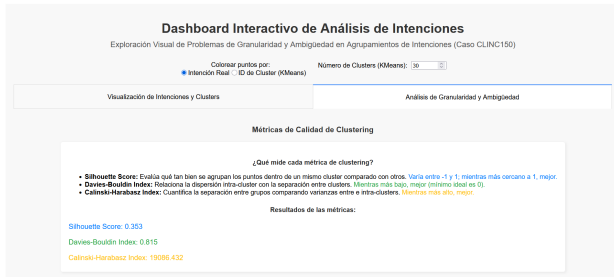 Dashboard Interactivo de Análisis de Intenciones
Exploración Visual de Problemas de Granularidad y Ambigüedad en Agrupamientos de Intenciones (Caso CLINC150)
Colorear puntos por:
Intención Real ID de Cluster (KMeans)
Número de Clusters (KMeans): 30
Visualización de Intenciones y Clusters
Análisis de Granularidad y Ambigüedad
Métricas de Calidad de Clustering
¿Qué mide cada métrica de clustering?
• Silhouette Score: Evalúa qué tan bien se agrupan los puntos dentro de un mismo cluster comparado con otros. Varía entre -1 y 1; mientras más cercano a 1, mejor.
• Davies-Bouldin Index: Relaciona la dispersión intra-cluster con la separación entre clusters. Mientras más bajo, mejor (mínimo ideal es 0).
• Calinski-Harabasz Index: Cuantifica la separación entre grupos comparando varianzas entre e intra-clusters. Mientras más alto, mejor.
Resultados de las métricas:
Silhouette Score: 0.353
Davies-Bouldin Index: 0.815
Calinski-Harabasz Index: 19086.432